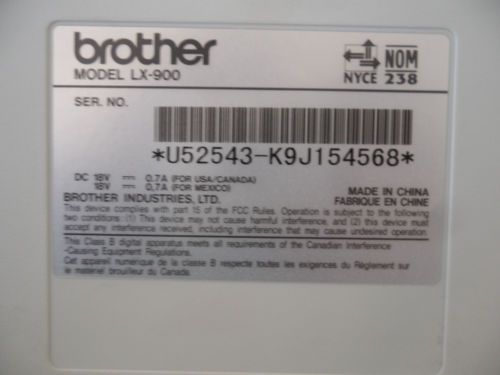 brother
MODEL LX-900
NYCE
NOM
238
SER. NO.
*U52543-K9J154568*
DC 18V ⎓ 0.7A (FOR USA/CANADA)
18V ⎓ 0,7A (FOR MEXICO)
MADE IN CHINA
FABRIQUE EN CHINE
BROTHER INDUSTRIES, LTD.
This device complies with part 15 of the FCC Rules. Operation is subject to the following
two conditions: (1) This device may not cause harmful interference, and (2) this device must
accept any interference received, including interference that may cause undesired operation.
This Class B digital apparatus meets all requirements of the Canadian Interference
-Causing Equipment Regulations.
Cet appareil numérique de la classe B respecte toutes les exigences du Règlement sur
le matériel brouilleur du Canada.